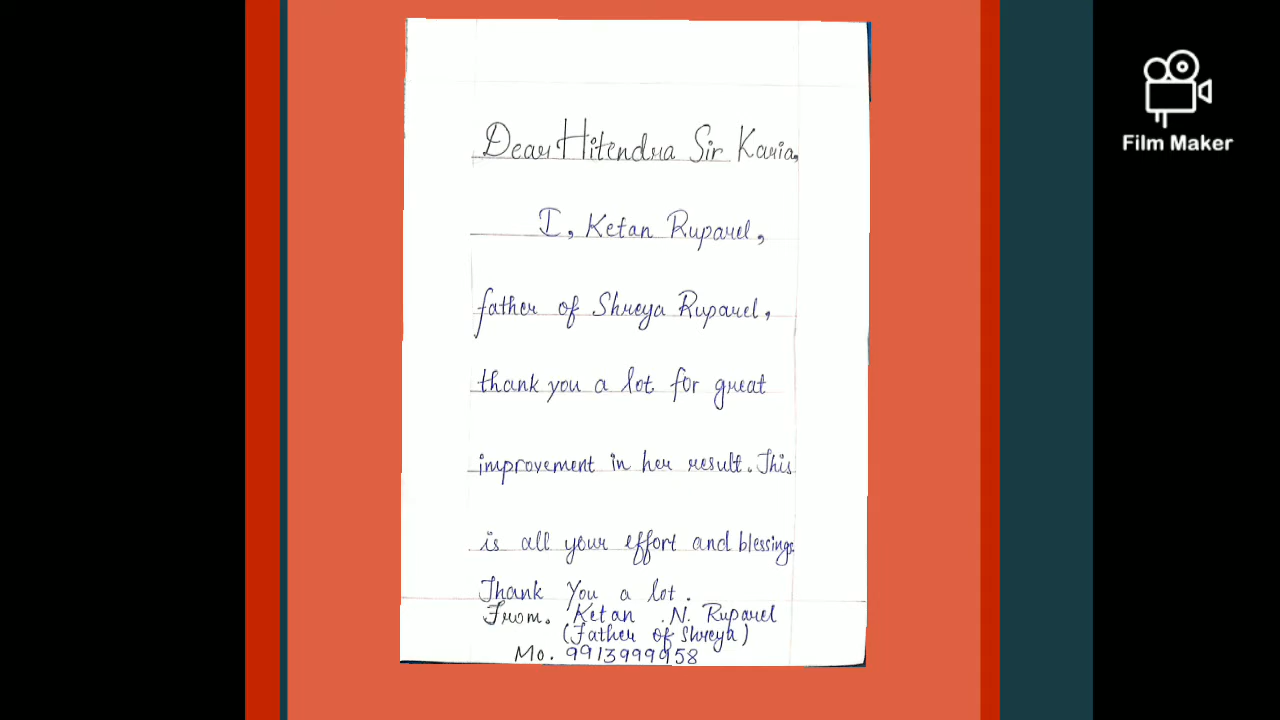 Dear Hitendra Sir Karia,
I, Ketan Ruparel,
father of Shreya Ruparel,
thank you a lot for great
improvement in her result. This
is all your effort and blessings.
Thank You a lot.
From. Ketan .N. Ruparel
(Father of Shreya)
Mo. 9913999958
Film Maker